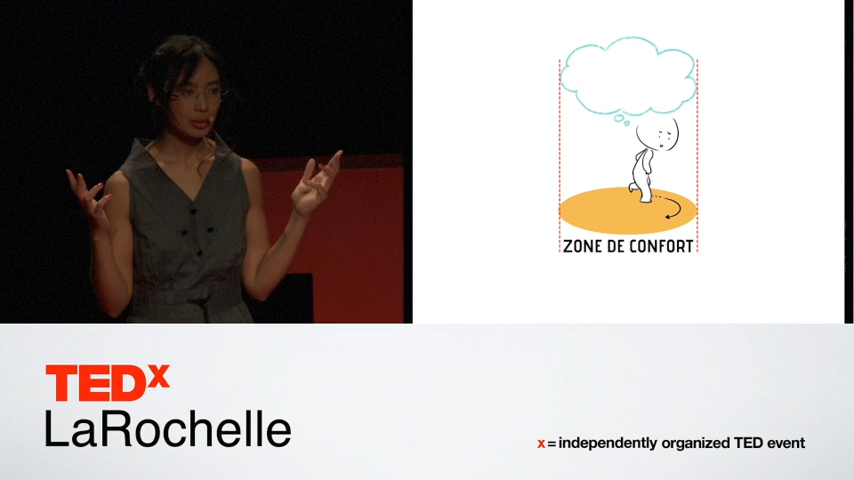 ZONE DE CONFORT
TEDx
LaRochelle
x = independently organized TED event